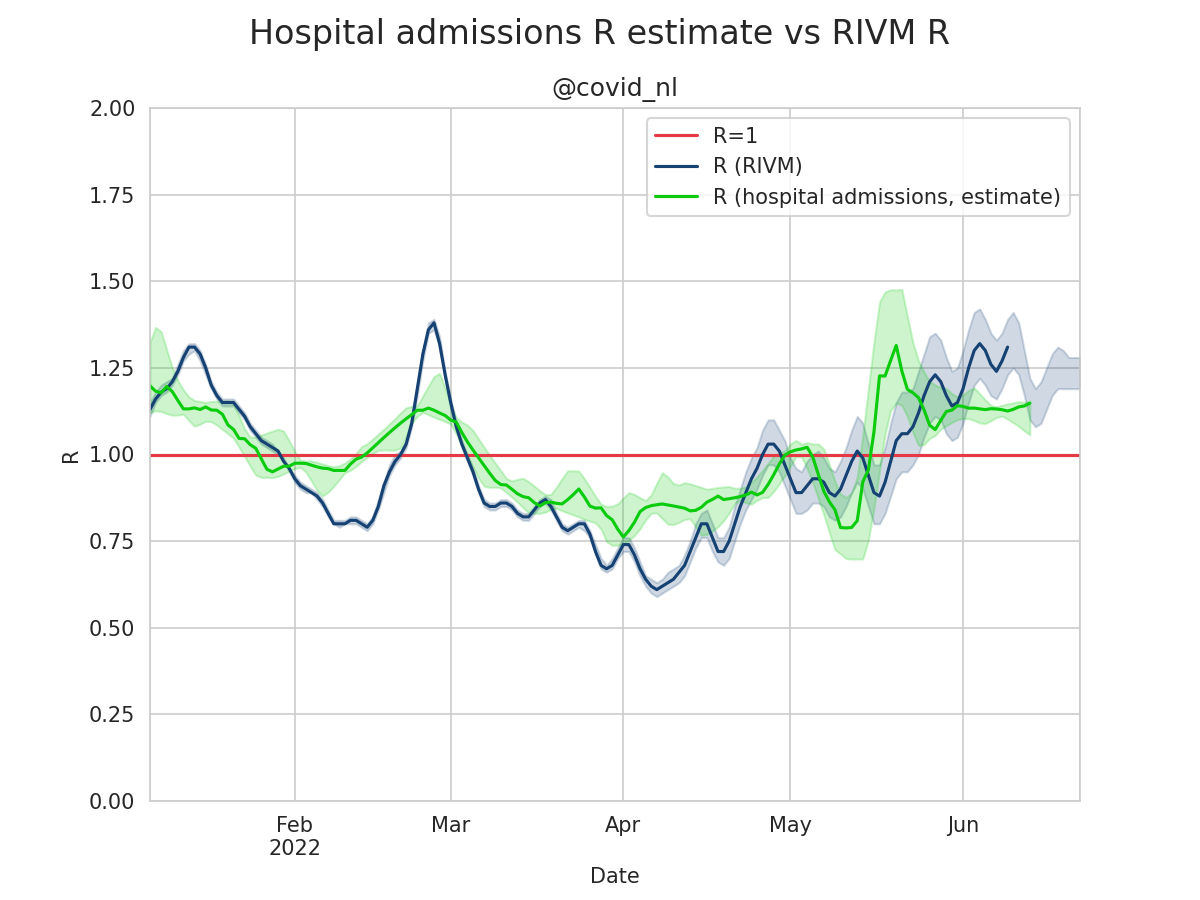 Hospital admissions R estimate vs RIVM R
@covid_nl
R=1
R (RIVM)
R (hospital admissions, estimate)
2.00
1.75
1.50
1.25
1.00
0.75
0.50
0.25
0.00
R
Feb
2022
Mar
Apr
May
Jun
Date